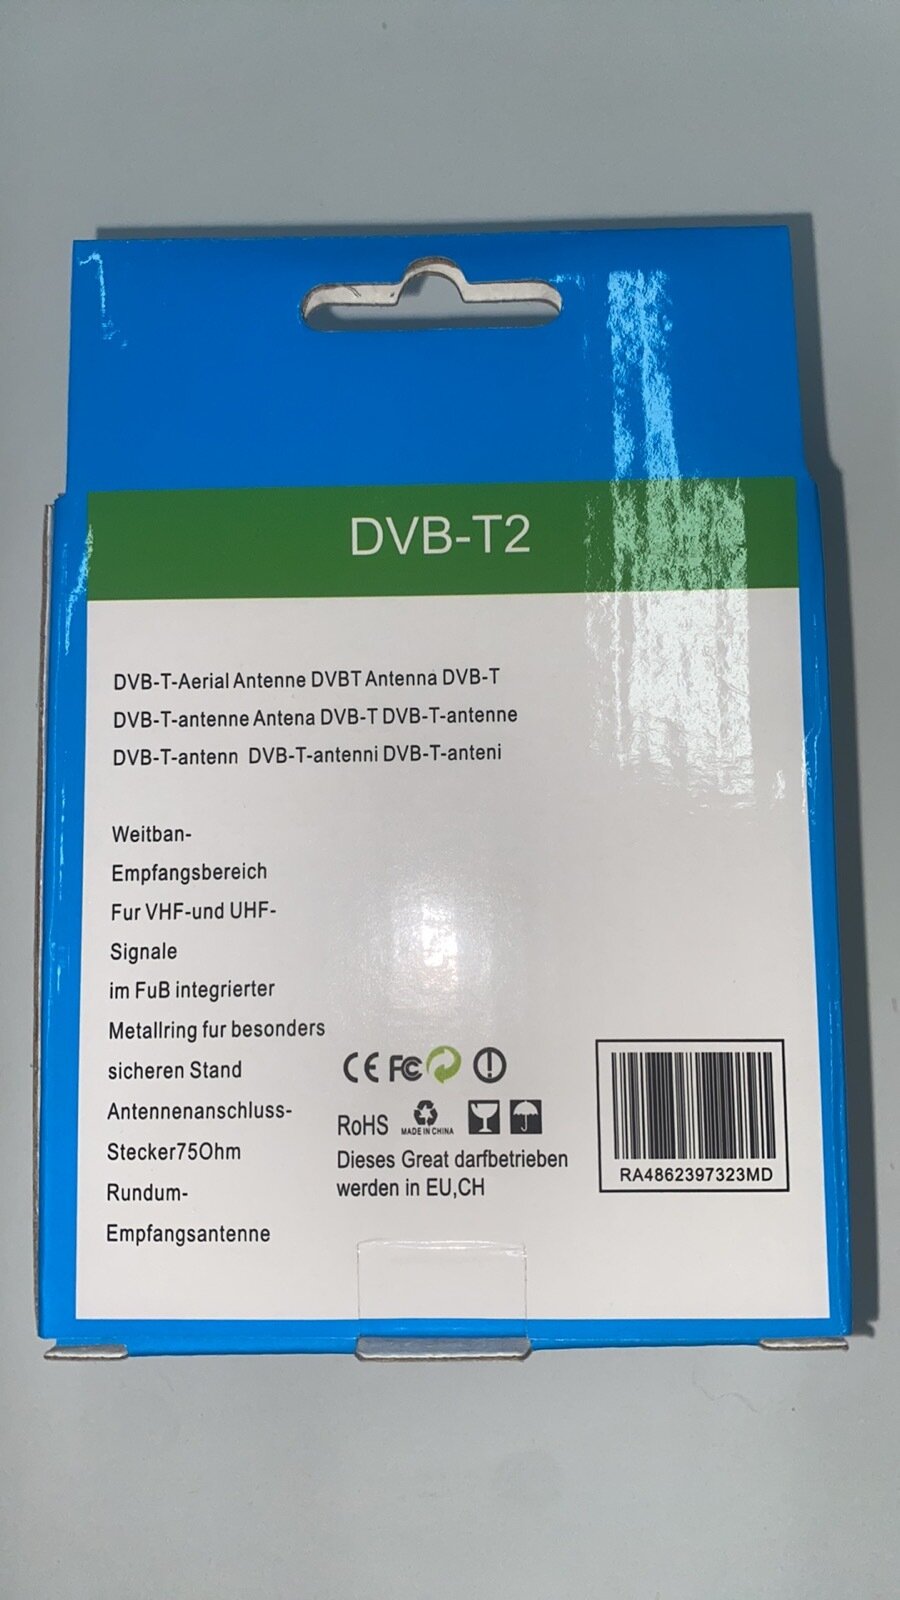 DVB-T2
DVB-T-Aerial Antenne DVBT Antenna DVB-T
DVB-T-antenne Antena DVB-T DVB-T-antenne
DVB-T-antenn DVB-T-antenni DVB-T-anteni
Weitban-
Empfangsbereich
Fur VHF-und UHF-
Signale
im FuB integrierter
Metallring fur besonders
sicheren Stand
Antennenanschluss-
Stecker75Ohm
Rundum-
Empfangsantenne
CE FC
RoHS MADE IN CHINA
Dieses Great darfbetrieben
werden in EU,CH
RA4862397323MD